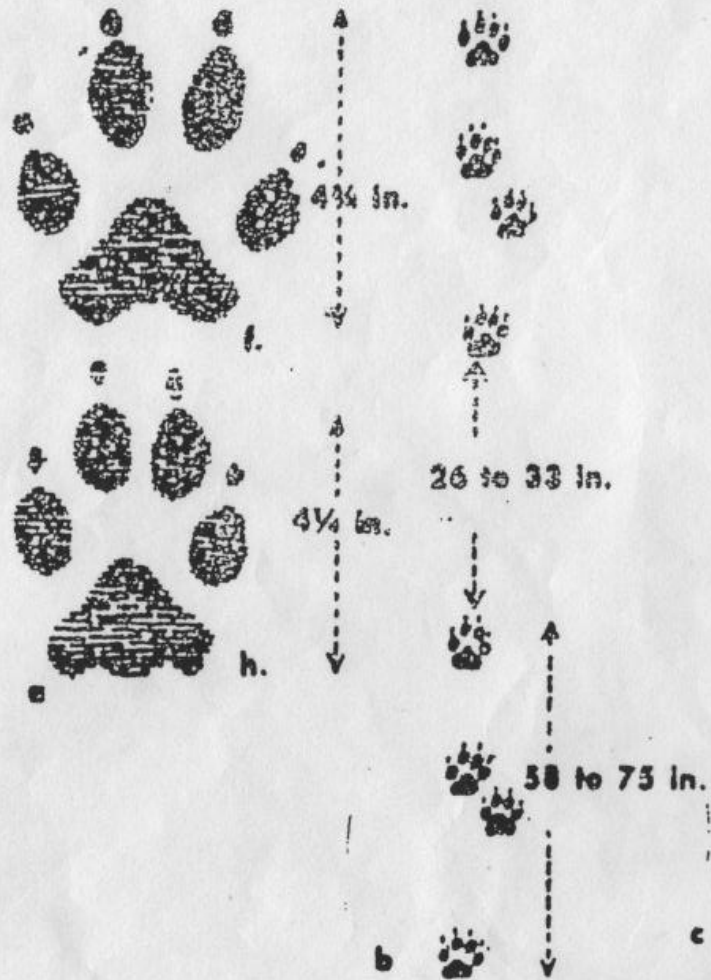 4¾ in.
f.
26 to 33 in.
4¼ in.
h.
a
58 to 75 in.
b
c